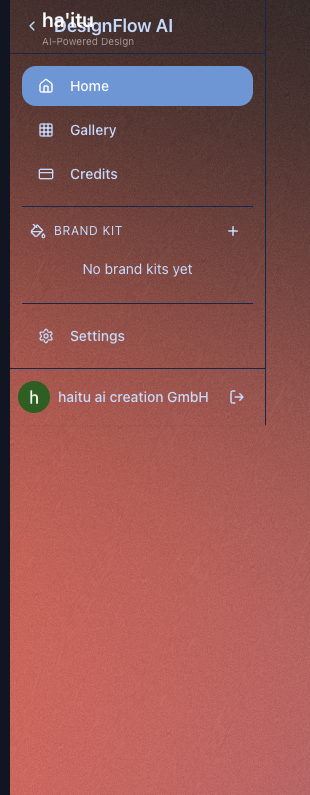 ha'itu
DesignFlow AI
AI-Powered Design
Home
Gallery
Credits
BRAND KIT
No brand kits yet
Settings
h
haitu ai creation GmbH